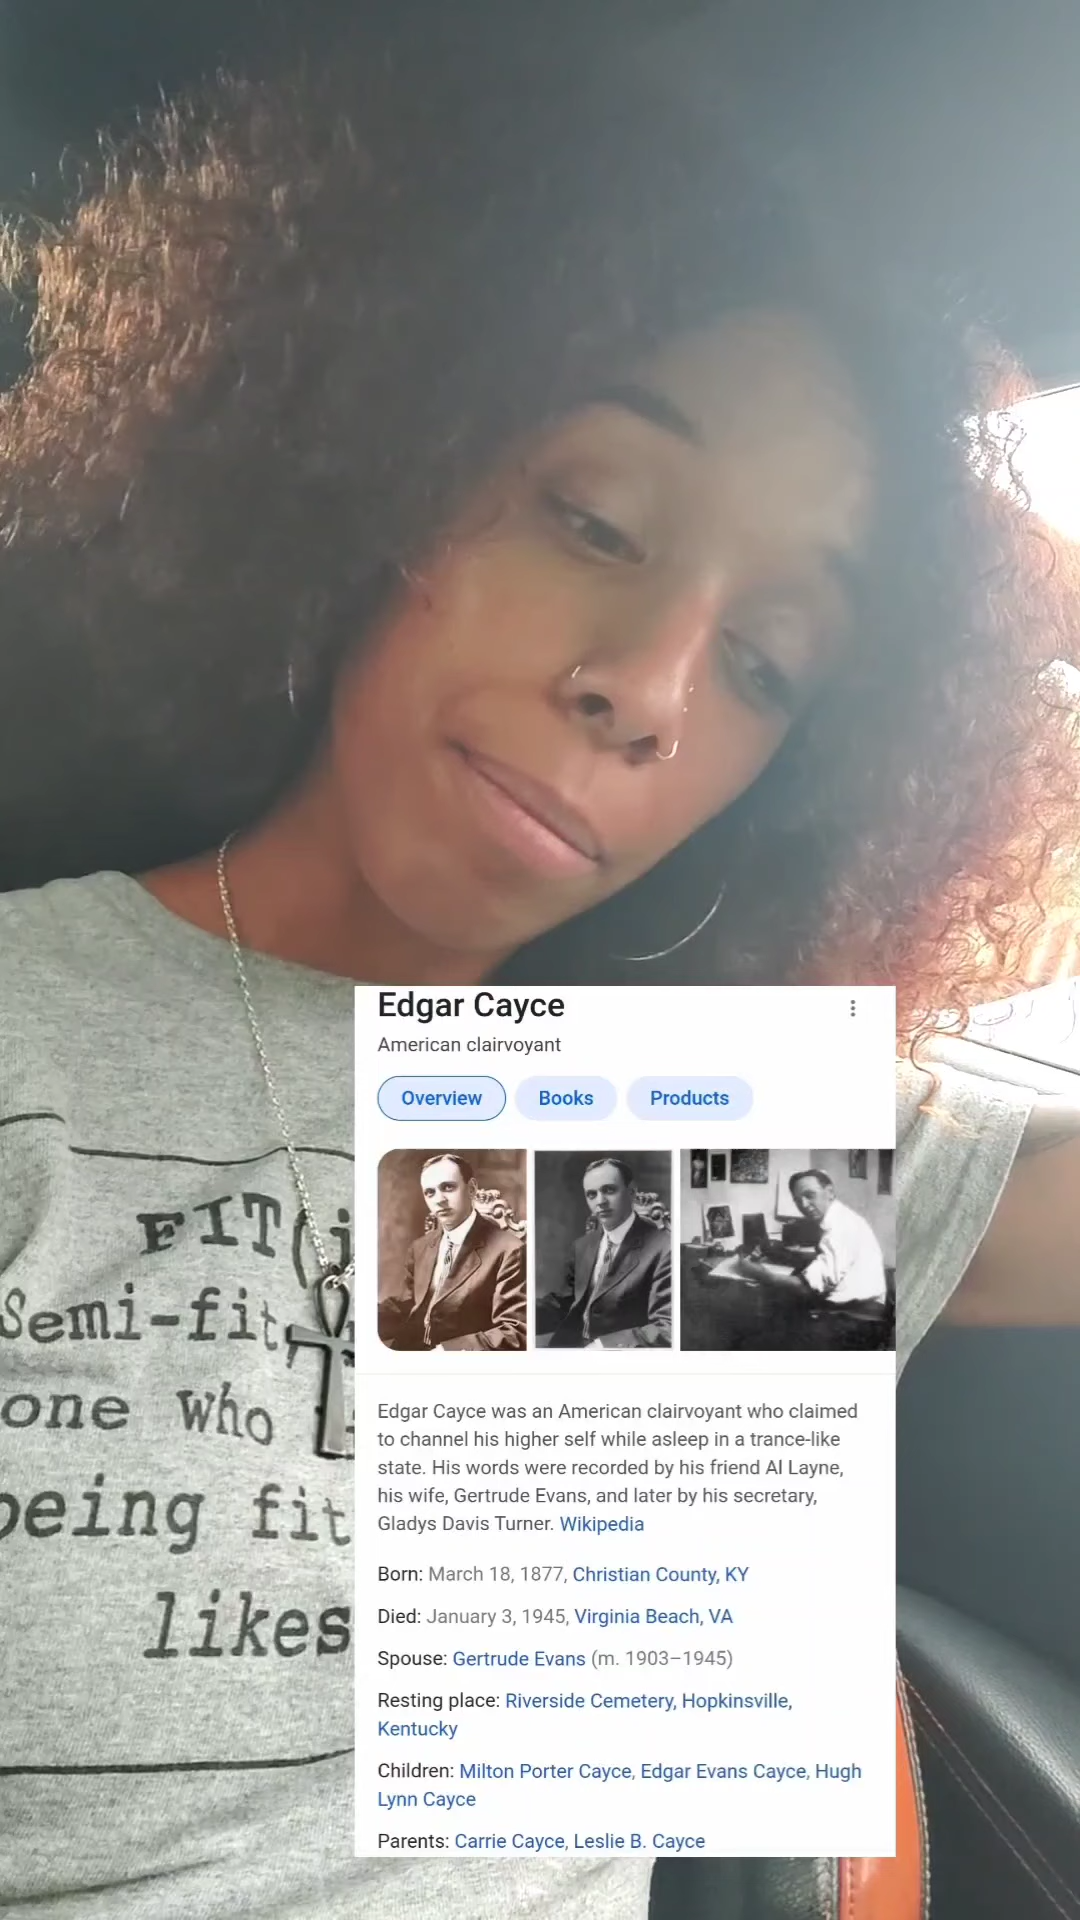 FIT(i
Semi-fit,
one who
being fit
likes
Edgar Cayce
American clairvoyant
Overview Books Products
Edgar Cayce was an American clairvoyant who claimed
to channel his higher self while asleep in a trance-like
state. His words were recorded by his friend Al Layne,
his wife, Gertrude Evans, and later by his secretary,
Gladys Davis Turner. Wikipedia
Born: March 18, 1877, Christian County, KY
Died: January 3, 1945, Virginia Beach, VA
Spouse: Gertrude Evans (m. 1903–1945)
Resting place: Riverside Cemetery, Hopkinsville,
Kentucky
Children: Milton Porter Cayce, Edgar Evans Cayce, Hugh
Lynn Cayce
Parents: Carrie Cayce, Leslie B. Cayce